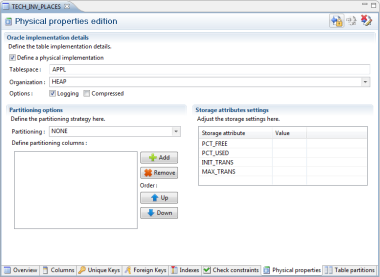 TECH_INV_PLACES
Physical properties edition
Oracle implementation details
Define the table implementation details.
Define a physical implementation
Tablespace : APPL
Organization : HEAP
Options : Logging Compressed
Partitioning options
Define the partitioning strategy here.
Partitioning : NONE
Define partitioning columns :
Add
Remove
Order :
Up
Down
Storage attributes settings
Adjust the storage settings here.
Storage attribute Value
PCT_FREE
PCT_USED
INIT_TRANS
MAX_TRANS
Overview Columns Unique Keys Foreign Keys Indexes Check constraints Physical properties Table partitions